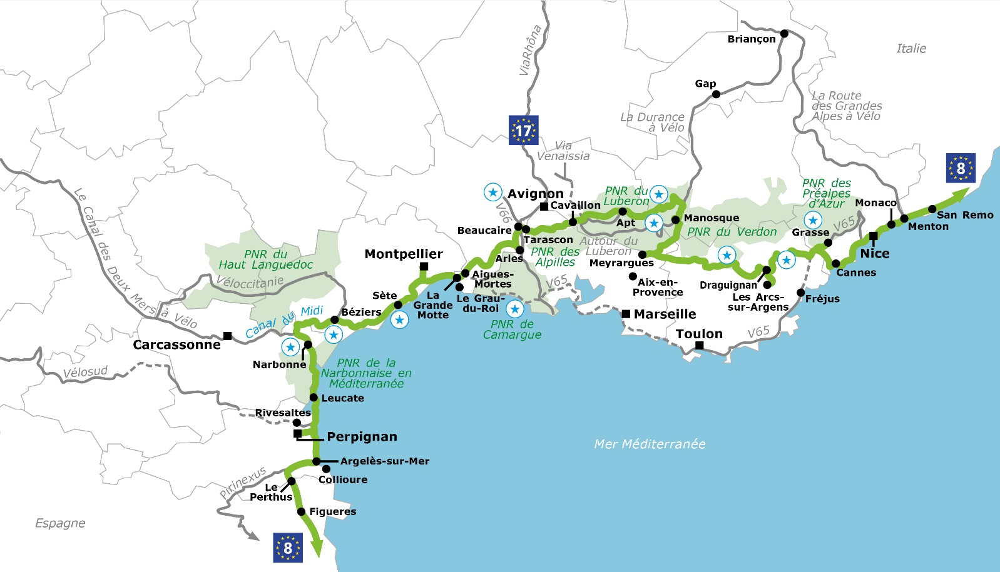 Briançon
Italie
ViaRhôna
Gap
La Route
des Grandes
Alpes à Vélo
La Durance
à Vélo
17
Via
Venaissia
8
PNR des
Préalpes
d'Azur
PNR du
Luberon
Avignon
Cavaillon
V66
Monaco
San Remo
Menton
Manosque
Apt
V65
Beaucaire
Grasse
PNR du Verdon
Tarascon
Autour du
Luberon
Le Canal des Deux Mers à Vélo
PNR du
Haut Languedoc
Montpellier
Arles
PNR des
Alpilles
Meyrargues
Nice
Cannes
Véloccitanie
Aigues-
Mortes
V65
Aix-en-
Provence
Draguignan
Les Arcs-
sur-Argens
Fréjus
Sète
La
Grande
Motte
Le Grau-
du-Roi
Canal du Midi
Béziers
Marseille
PNR de
Camargue
Toulon
V65
Carcassonne
Narbonne
PNR de la
Narbonnaise en
Méditerranée
Vélosud
Leucate
Rivesaltes
Perpignan
Mer Méditerranée
Argelès-sur-Mer
Pirinexus
Collioure
Le
Perthus
Figueres
Espagne
8